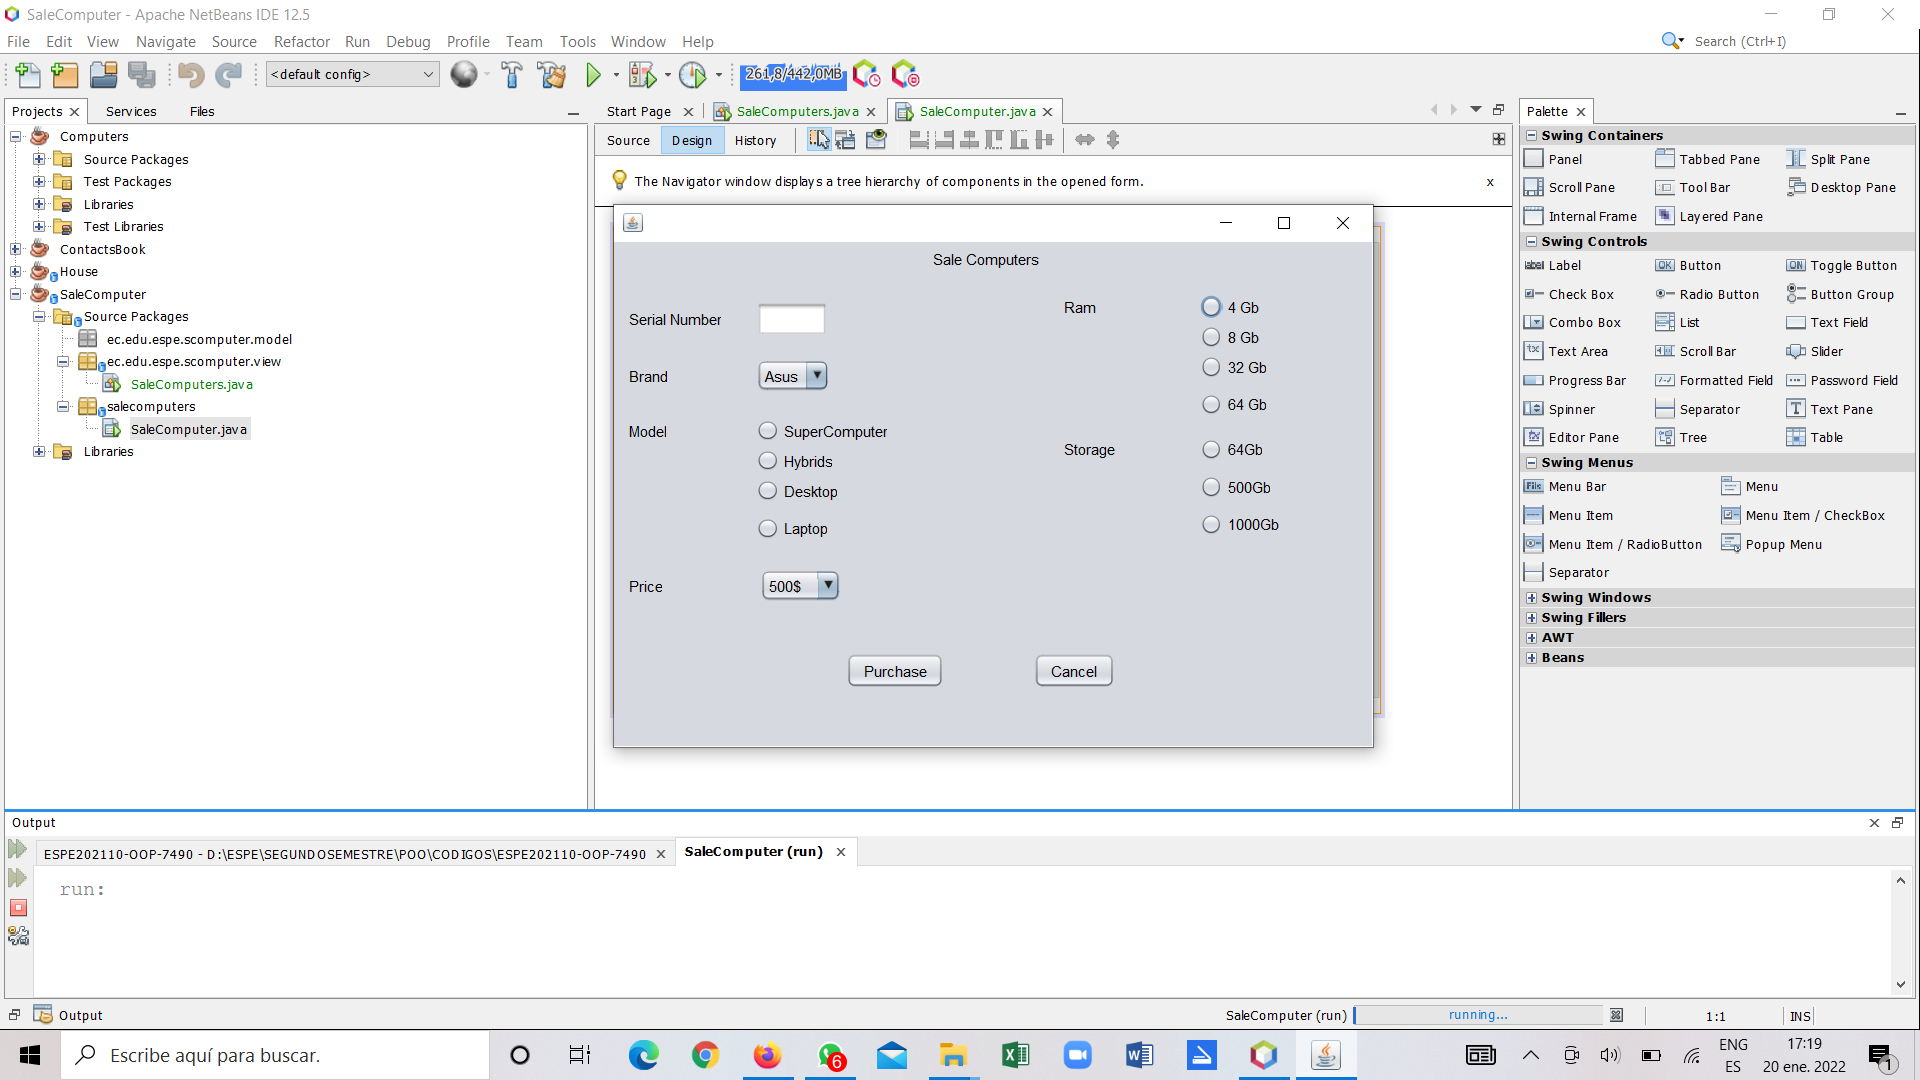 SaleComputer - Apache NetBeans IDE 12.5
File Edit View Navigate Source Refactor Run Debug Profile Team Tools Window Help
Search (Ctrl+I)
<default config>
261,8/442,0MB
Projects
Services
Files
Computers
Source Packages
Test Packages
Libraries
Test Libraries
ContactsBook
House
SaleComputer
Source Packages
ec.edu.espe.scomputer.model
ec.edu.espe.scomputer.view
SaleComputers.java
salecomputers
SaleComputer.java
Libraries
Start Page
SaleComputers.java
SaleComputer.java
Source
Design
History
The Navigator window displays a tree hierarchy of components in the opened form.
x
Sale Computers
Serial Number
Brand
Asus
Model
SuperComputer
Hybrids
Desktop
Laptop
Price
500$
Ram
4 Gb
8 Gb
32 Gb
64 Gb
Storage
64Gb
500Gb
1000Gb
Purchase
Cancel
Palette
Swing Containers
Panel
Tabbed Pane
Split Pane
Scroll Pane
Tool Bar
Desktop Pane
Internal Frame
Layered Pane
Swing Controls
label Label
OK Button
ON Toggle Button
Check Box
Radio Button
Button Group
Combo Box
List
Text Field
Text Area
Scroll Bar
Slider
Progress Bar
Formatted Field
Password Field
Spinner
Separator
Text Pane
Editor Pane
Tree
Table
Swing Menus
File Menu Bar
Menu
Menu Item
Menu Item / CheckBox
Menu Item / RadioButton
Popup Menu
Separator
Swing Windows
Swing Fillers
AWT
Beans
Output
ESPE202110-OOP-7490 - D:\ESPE\SEGUNDOSEMESTRE\POO\CODIGOS\ESPE202110-OOP-7490
SaleComputer (run)
run:
Output
SaleComputer (run)
running...
1:1
INS
Escribe aquí para buscar.
6
ENG
ES
17:19
20 ene. 2022
1